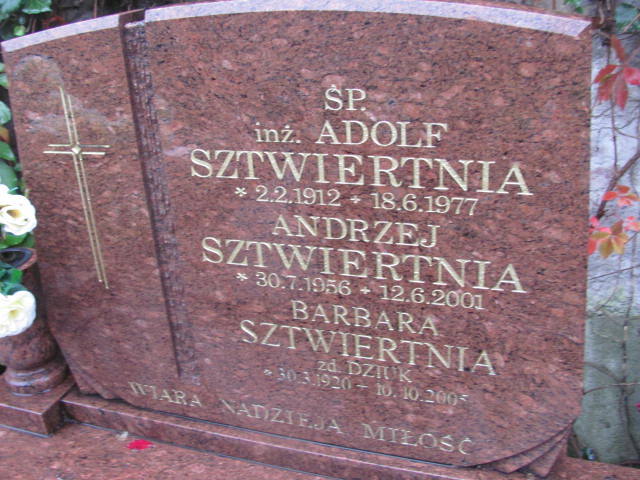 ŚP.
inż. ADOLF
SZTWIERTNIA
* 2.2.1912 + 18.6.1977
ANDRZEJ
SZTWIERTNIA
* 30.7.1956 + 12.6.2001
BARBARA
SZTWIERTNIA
zd. DZIUK
* 30.3.1920 + 10.10.2005
WIARA NADZIEJA MIŁOŚĆ